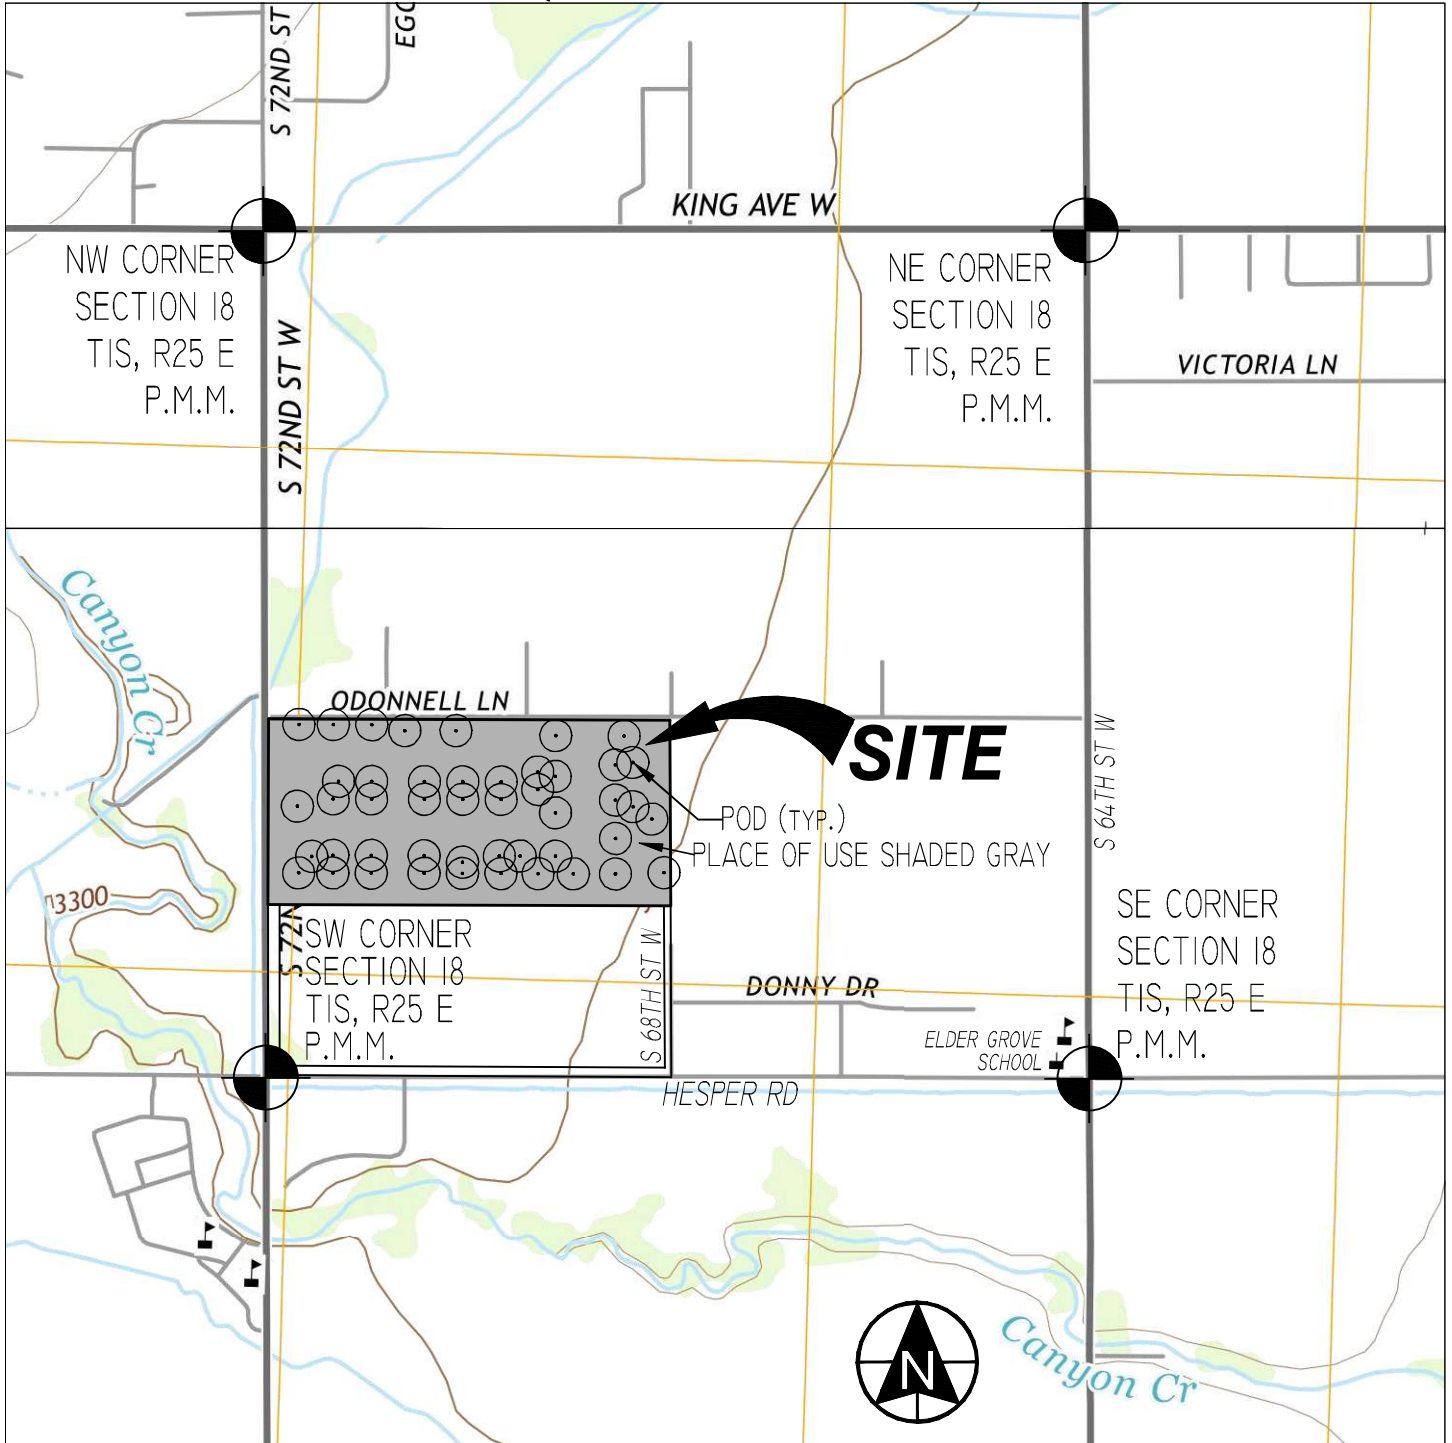 S 72ND ST
EGG
KING AVE W
NW CORNER
SECTION 18
T1S, R25 E
P.M.M.
NE CORNER
SECTION 18
T1S, R25 E
P.M.M.
S 72ND ST W
VICTORIA LN
Canyon Cr
ODONNELL LN
SITE
S 64TH ST W
POD (TYP.)
PLACE OF USE SHADED GRAY
3300
S 72N
SW CORNER
SECTION 18
T1S, R25 E
P.M.M.
S 68TH ST W
DONNY DR
SE CORNER
SECTION 18
T1S, R25 E
P.M.M.
ELDER GROVE
SCHOOL
HESPER RD
N
Canyon Cr